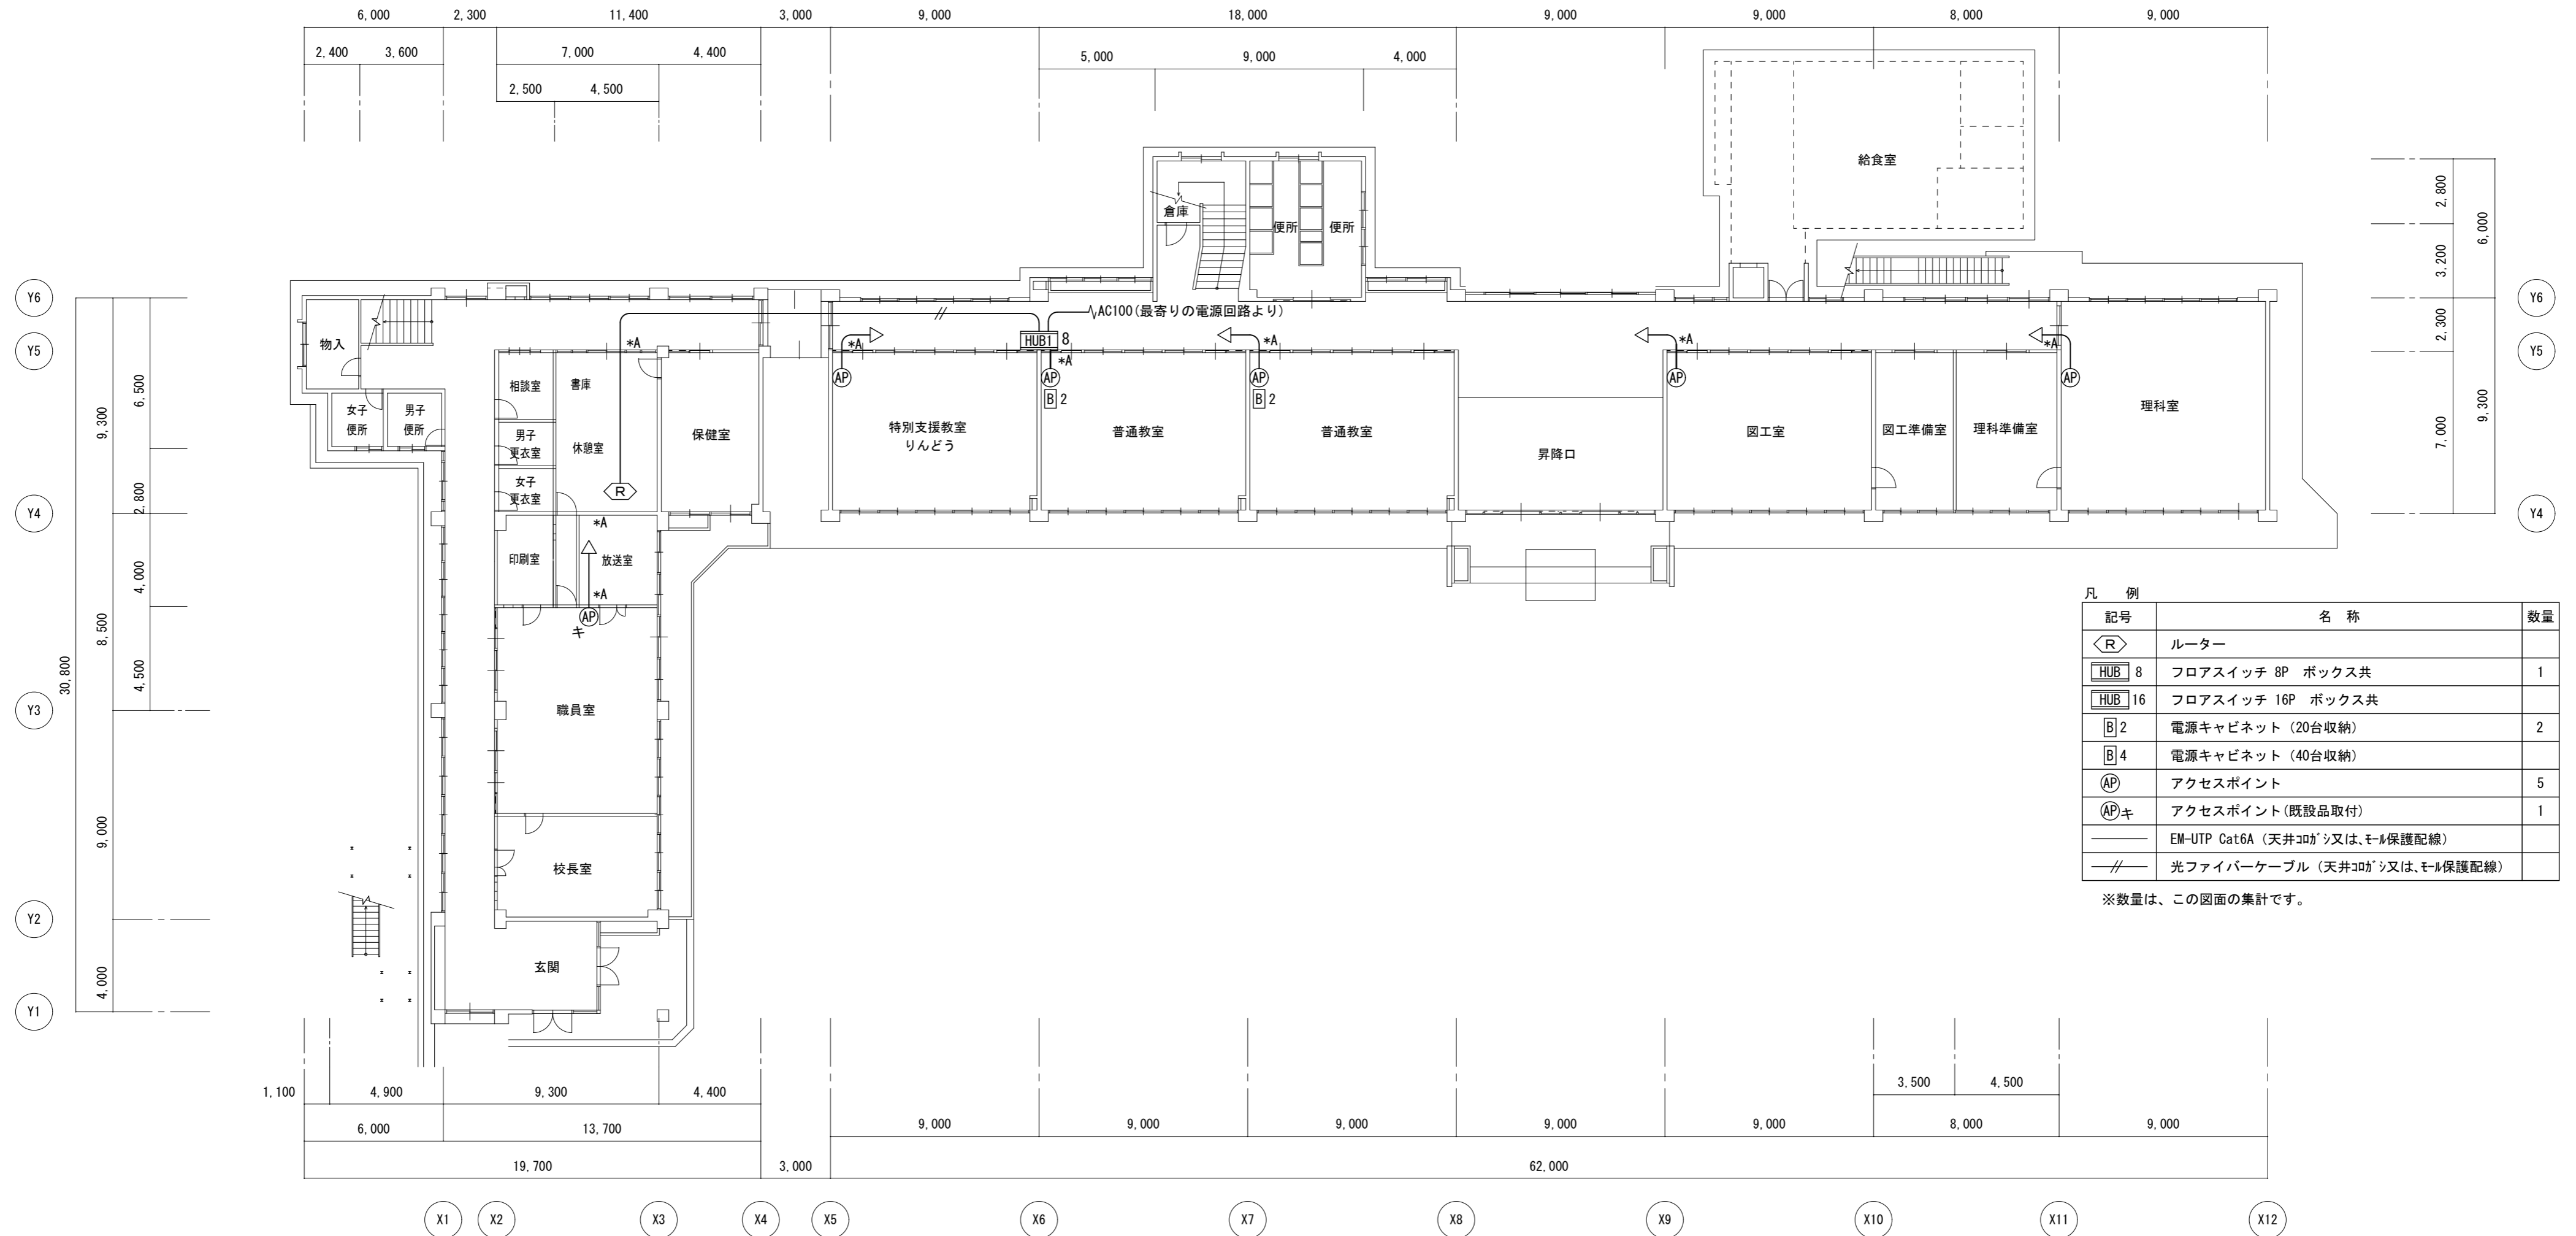 6,000 2,300 11,400 3,000 9,000 18,000 9,000 9,000 8,000 9,000
2,400 3,600 7,000 4,400 5,000 9,000 4,000
2,500 4,500
給食室
倉庫
便所 便所
2,800
6,000
3,200
Y6 Y6
AC100(最寄りの電源回路より)
2,300
物入 *A *A HUB1 8 *A *A *A
Y5 *A Y5
AP AP AP AP AP
相談室 書庫
B 2 B 2
6,500
9,300
女子
便所
男子
便所
男子
更衣室
休憩室
保健室
特別支援教室
りんどう
普通教室
普通教室
昇降口
図工室
図工準備室
理科準備室
理科室
7,000
9,300
女子
更衣室
R
2,800
Y4 Y4
*A
印刷室
放送室
4,000
*A
AP
キ
8,500
30,800
4,500
Y3
職員室
9,000
校長室
Y2
玄関
4,000
Y1
凡 例
記号 名 称 数量
R ルーター
HUB 8 フロアスイッチ 8P ボックス共 1
HUB 16 フロアスイッチ 16P ボックス共
B 2 電源キャビネット(20台収納) 2
B 4 電源キャビネット(40台収納)
AP アクセスポイント 5
APキ アクセスポイント(既設品取付) 1
EM-UTP Cat6A(天井コロガシ又は、モール保護配線)
光ファイバーケーブル(天井コロガシ又は、モール保護配線)
※数量は、この図面の集計です。
1,100 4,900 9,300 4,400 3,500 4,500
6,000 13,700 9,000 9,000 9,000 9,000 9,000 8,000 9,000
19,700 3,000 62,000
X1 X2 X3 X4 X5 X6 X7 X8 X9 X10 X11 X12